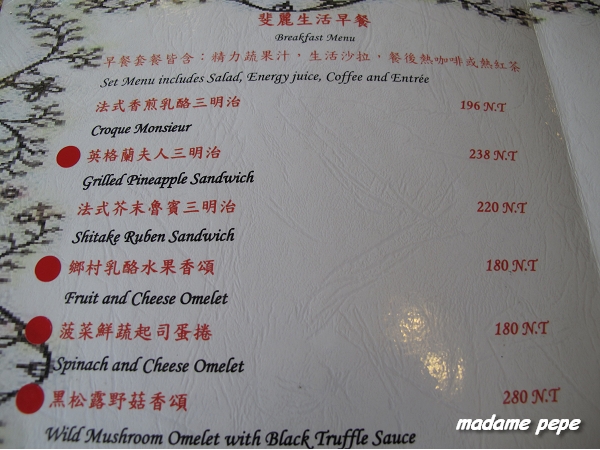 斐麗生活早餐
Breakfast Menu
早餐套餐皆含：精力蔬果汁，生活沙拉，餐後熱咖啡或熱紅茶
Set Menu includes Salad, Energy juice, Coffee and Entrée
法式香煎乳酪三明治 196 N.T
Croque Monsieur
英格蘭夫人三明治 238 N.T
Grilled Pineapple Sandwich
法式芥末魯賓三明治 220 N.T
Shitake Ruben Sandwich
鄉村乳酪水果香頌 180 N.T
Fruit and Cheese Omelet
菠菜鮮蔬起司蛋捲 180 N.T
Spinach and Cheese Omelet
黑松露野菇香頌 280 N.T
Wild Mushroom Omelet with Black Truffle Sauce
madame pepe